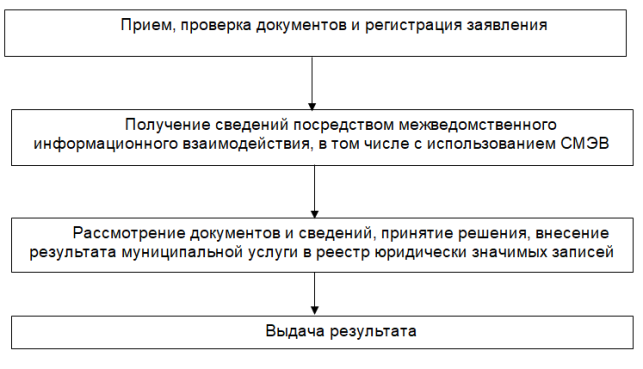 Прием, проверка документов и регистрация заявления
Получение сведений посредством межведомственного
информационного взаимодействия, в том числе с использованием СМЭВ
Рассмотрение документов и сведений, принятие решения, внесение
результата муниципальной услуги в реестр юридически значимых записей
Выдача результата